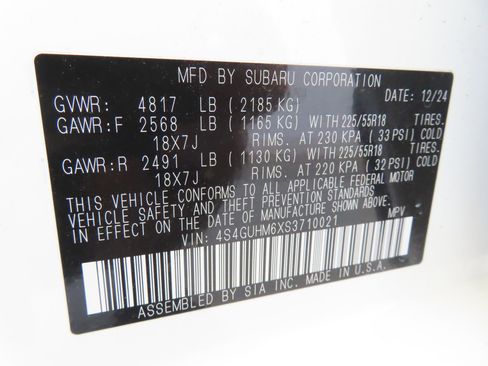 MFD BY SUBARU CORPORATION
GVWR: 4817 LB (2185 KG) DATE: 12/24
GAWR:F 2568 LB (1165 KG) WITH 225/55R18 TIRES.
18X7J RIMS. AT 230 KPA (33 PSI) COLD
GAWR:R 2491 LB (1130 KG) WITH 225/55R18 TIRES.
18X7J RIMS. AT 220 KPA (32 PSI) COLD
THIS VEHICLE CONFORMS TO ALL APPLICABLE FEDERAL MOTOR
VEHICLE SAFETY AND THEFT PREVENTION STANDARDS IN EFFECT
ON THE DATE OF MANUFACTURE SHOWN ABOVE.
VIN: 4S4GUHM6XS3710021 MPV
ASSEMBLED BY SIA INC. MADE IN U.S.A.